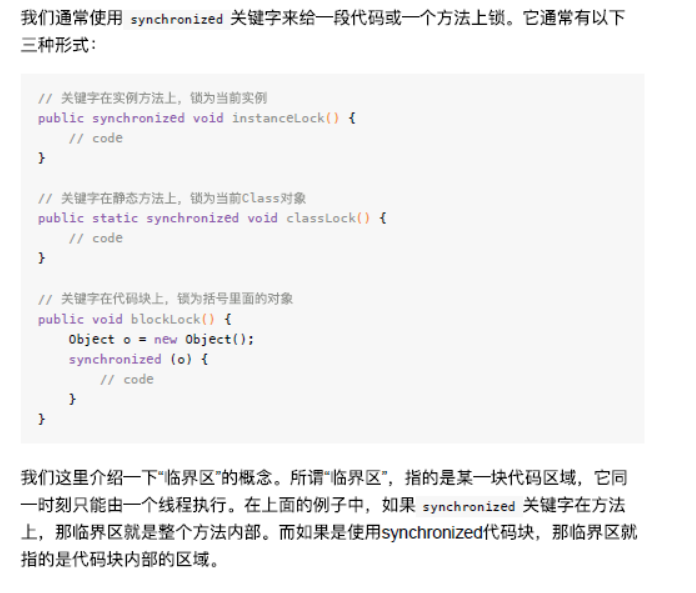 我们通常使用 synchronized 关键字来给一段代码或一个方法上锁。它通常有以下
三种形式：
// 关键字在实例方法上，锁为当前实例
public synchronized void instanceLock() {
    // code
}
// 关键字在静态方法上，锁为当前Class对象
public static synchronized void classLock() {
    // code
}
// 关键字在代码块上，锁为括号里面的对象
public void blockLock() {
    Object o = new Object();
    synchronized (o) {
        // code
    }
}
我们这里介绍一下“临界区”的概念。所谓“临界区”，指的是某一块代码区域，它同
一时刻只能由一个线程执行。在上面的例子中，如果 synchronized 关键字在方法
上，那临界区就是整个方法内部。而如果是使用synchronized代码块，那临界区就
指的是代码块内部的区域。